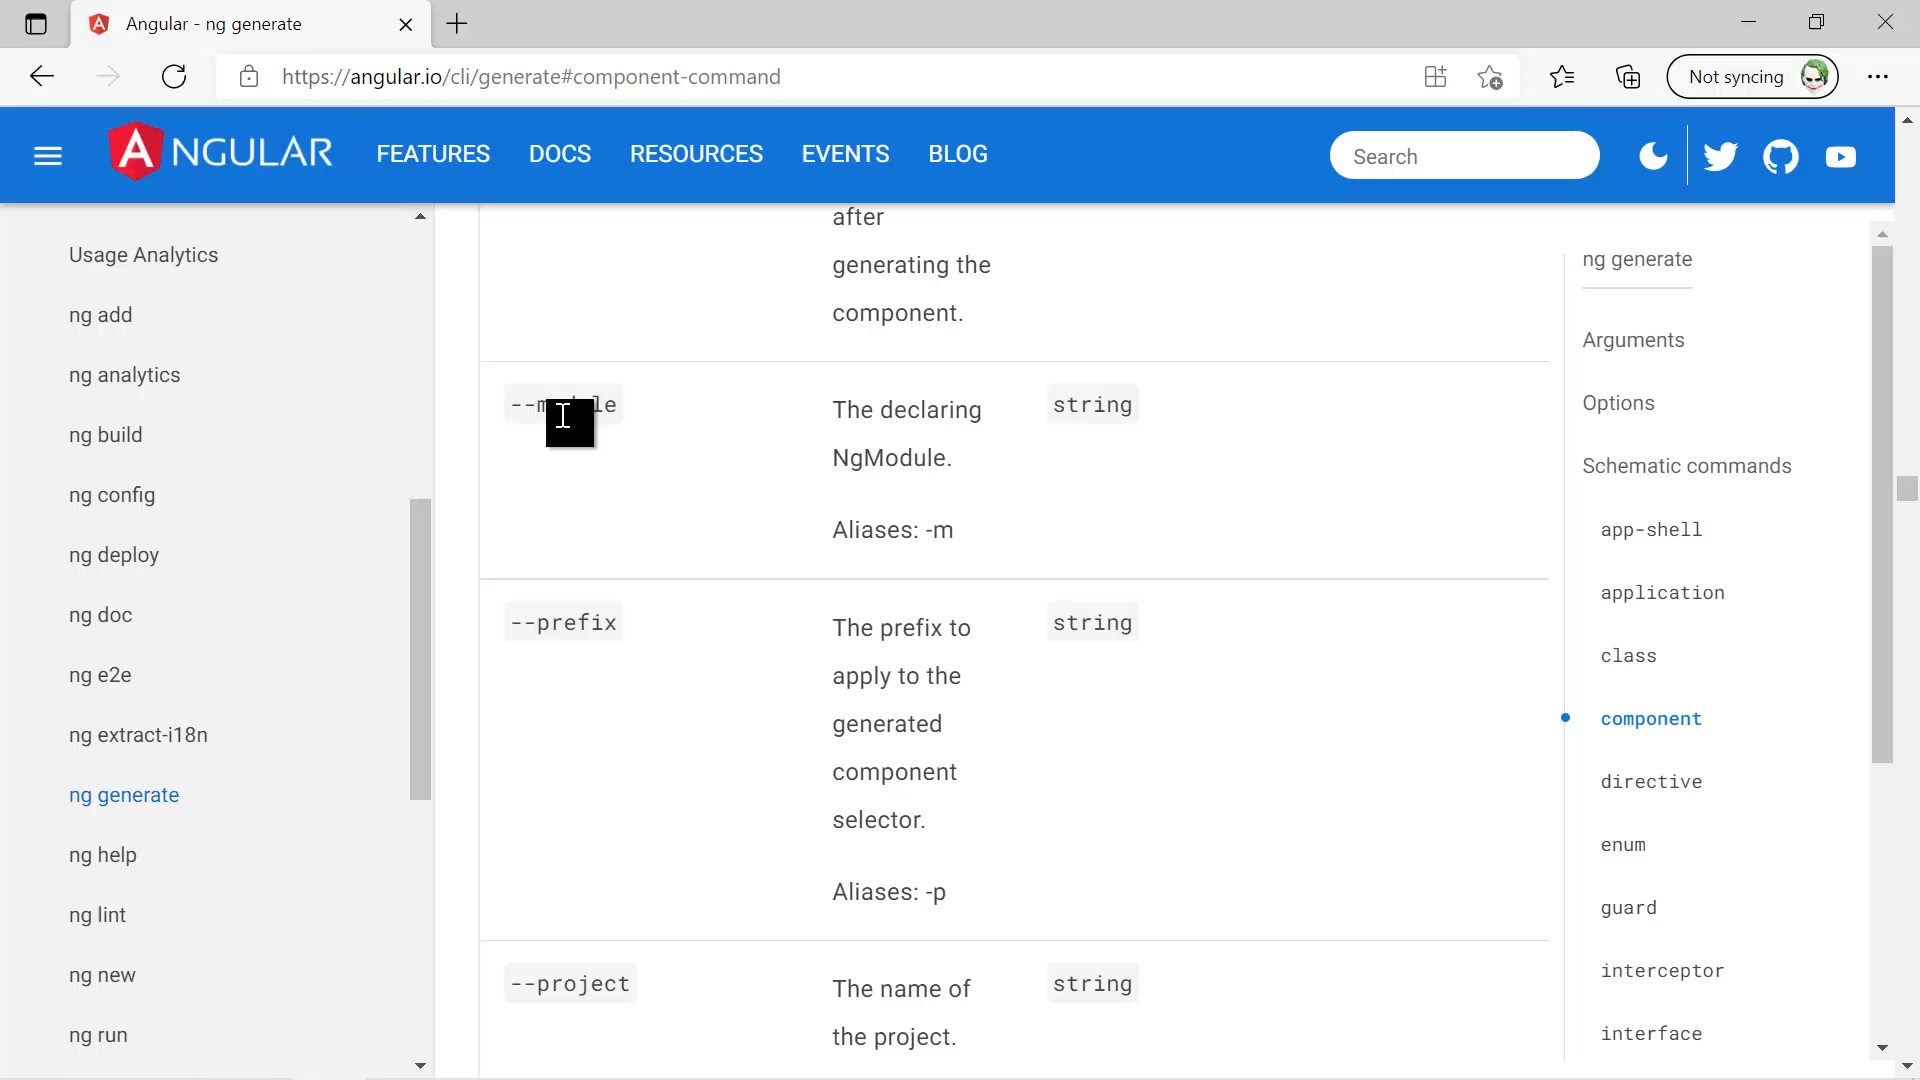 Angular - ng generate
https://angular.io/cli/generate#component-command
Not syncing
ANGULAR
FEATURES
DOCS
RESOURCES
EVENTS
BLOG
Search
Usage Analytics
ng add
ng analytics
ng build
ng config
ng deploy
ng doc
ng e2e
ng extract-i18n
ng generate
ng help
ng lint
ng new
ng run
after
generating the
component.
The declaring
NgModule.
Aliases: -m
string
--prefix
The prefix to
apply to the
generated
component
selector.
Aliases: -p
string
--project
The name of
the project.
string
ng generate
Arguments
Options
Schematic commands
app-shell
application
class
component
directive
enum
guard
interceptor
interface